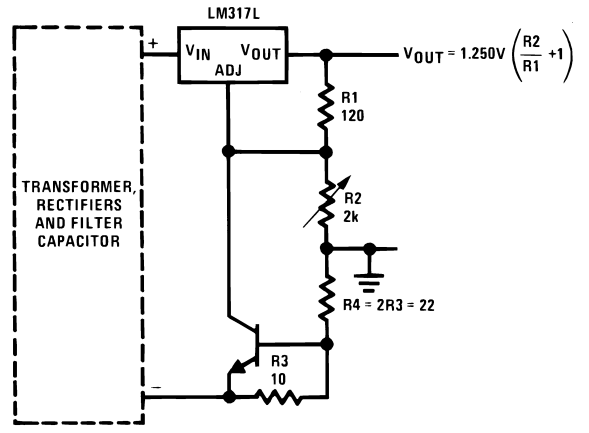 LM317L
+
VIN VOUT
ADJ
VOUT = 1.250V (R2/R1 +1)
R1
120
TRANSFORMER,
RECTIFIERS
AND FILTER
CAPACITOR
R2
2k
R4 = 2R3 = 22
R3
10
−